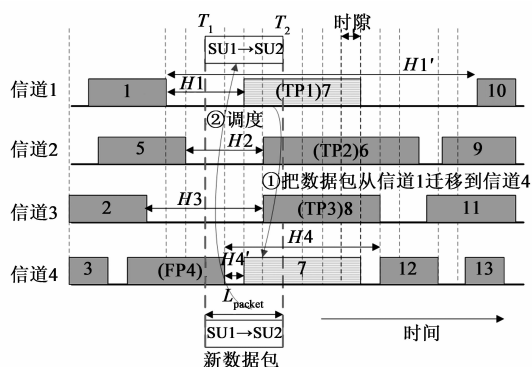 T1 T2 时隙
SU1→SU2
H1'
信道1 1 H1 (TP1)7 10
②调度
信道2 5 H2 (TP2)6 9
①把数据包从信道1迁移到信道4
信道3 2 H3 (TP3)8 11
H4
信道4 3 (FP4) H4' 7 12 13
Lpacket
SU1→SU2 时间
新数据包